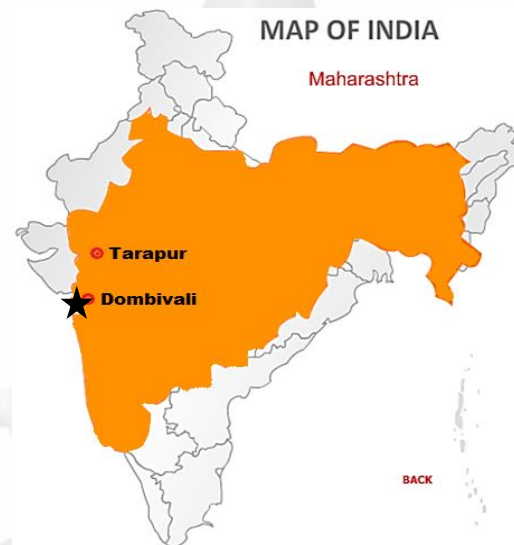 MAP OF INDIA
Maharashtra
Tarapur
Dombivali
BACK